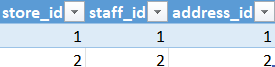 store_id staff_id address_id
1 1 1
2 2 2